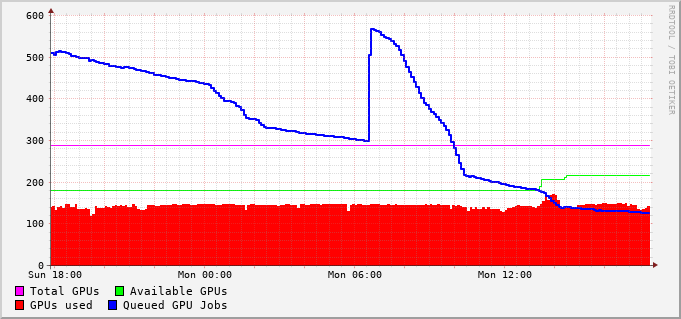 600
500
400
300
200
100
0
Sun 18:00 Mon 00:00 Mon 06:00 Mon 12:00
Total GPUs Available GPUs
GPUs used Queued GPU Jobs
RRDTOOL / TOBI OETIKER